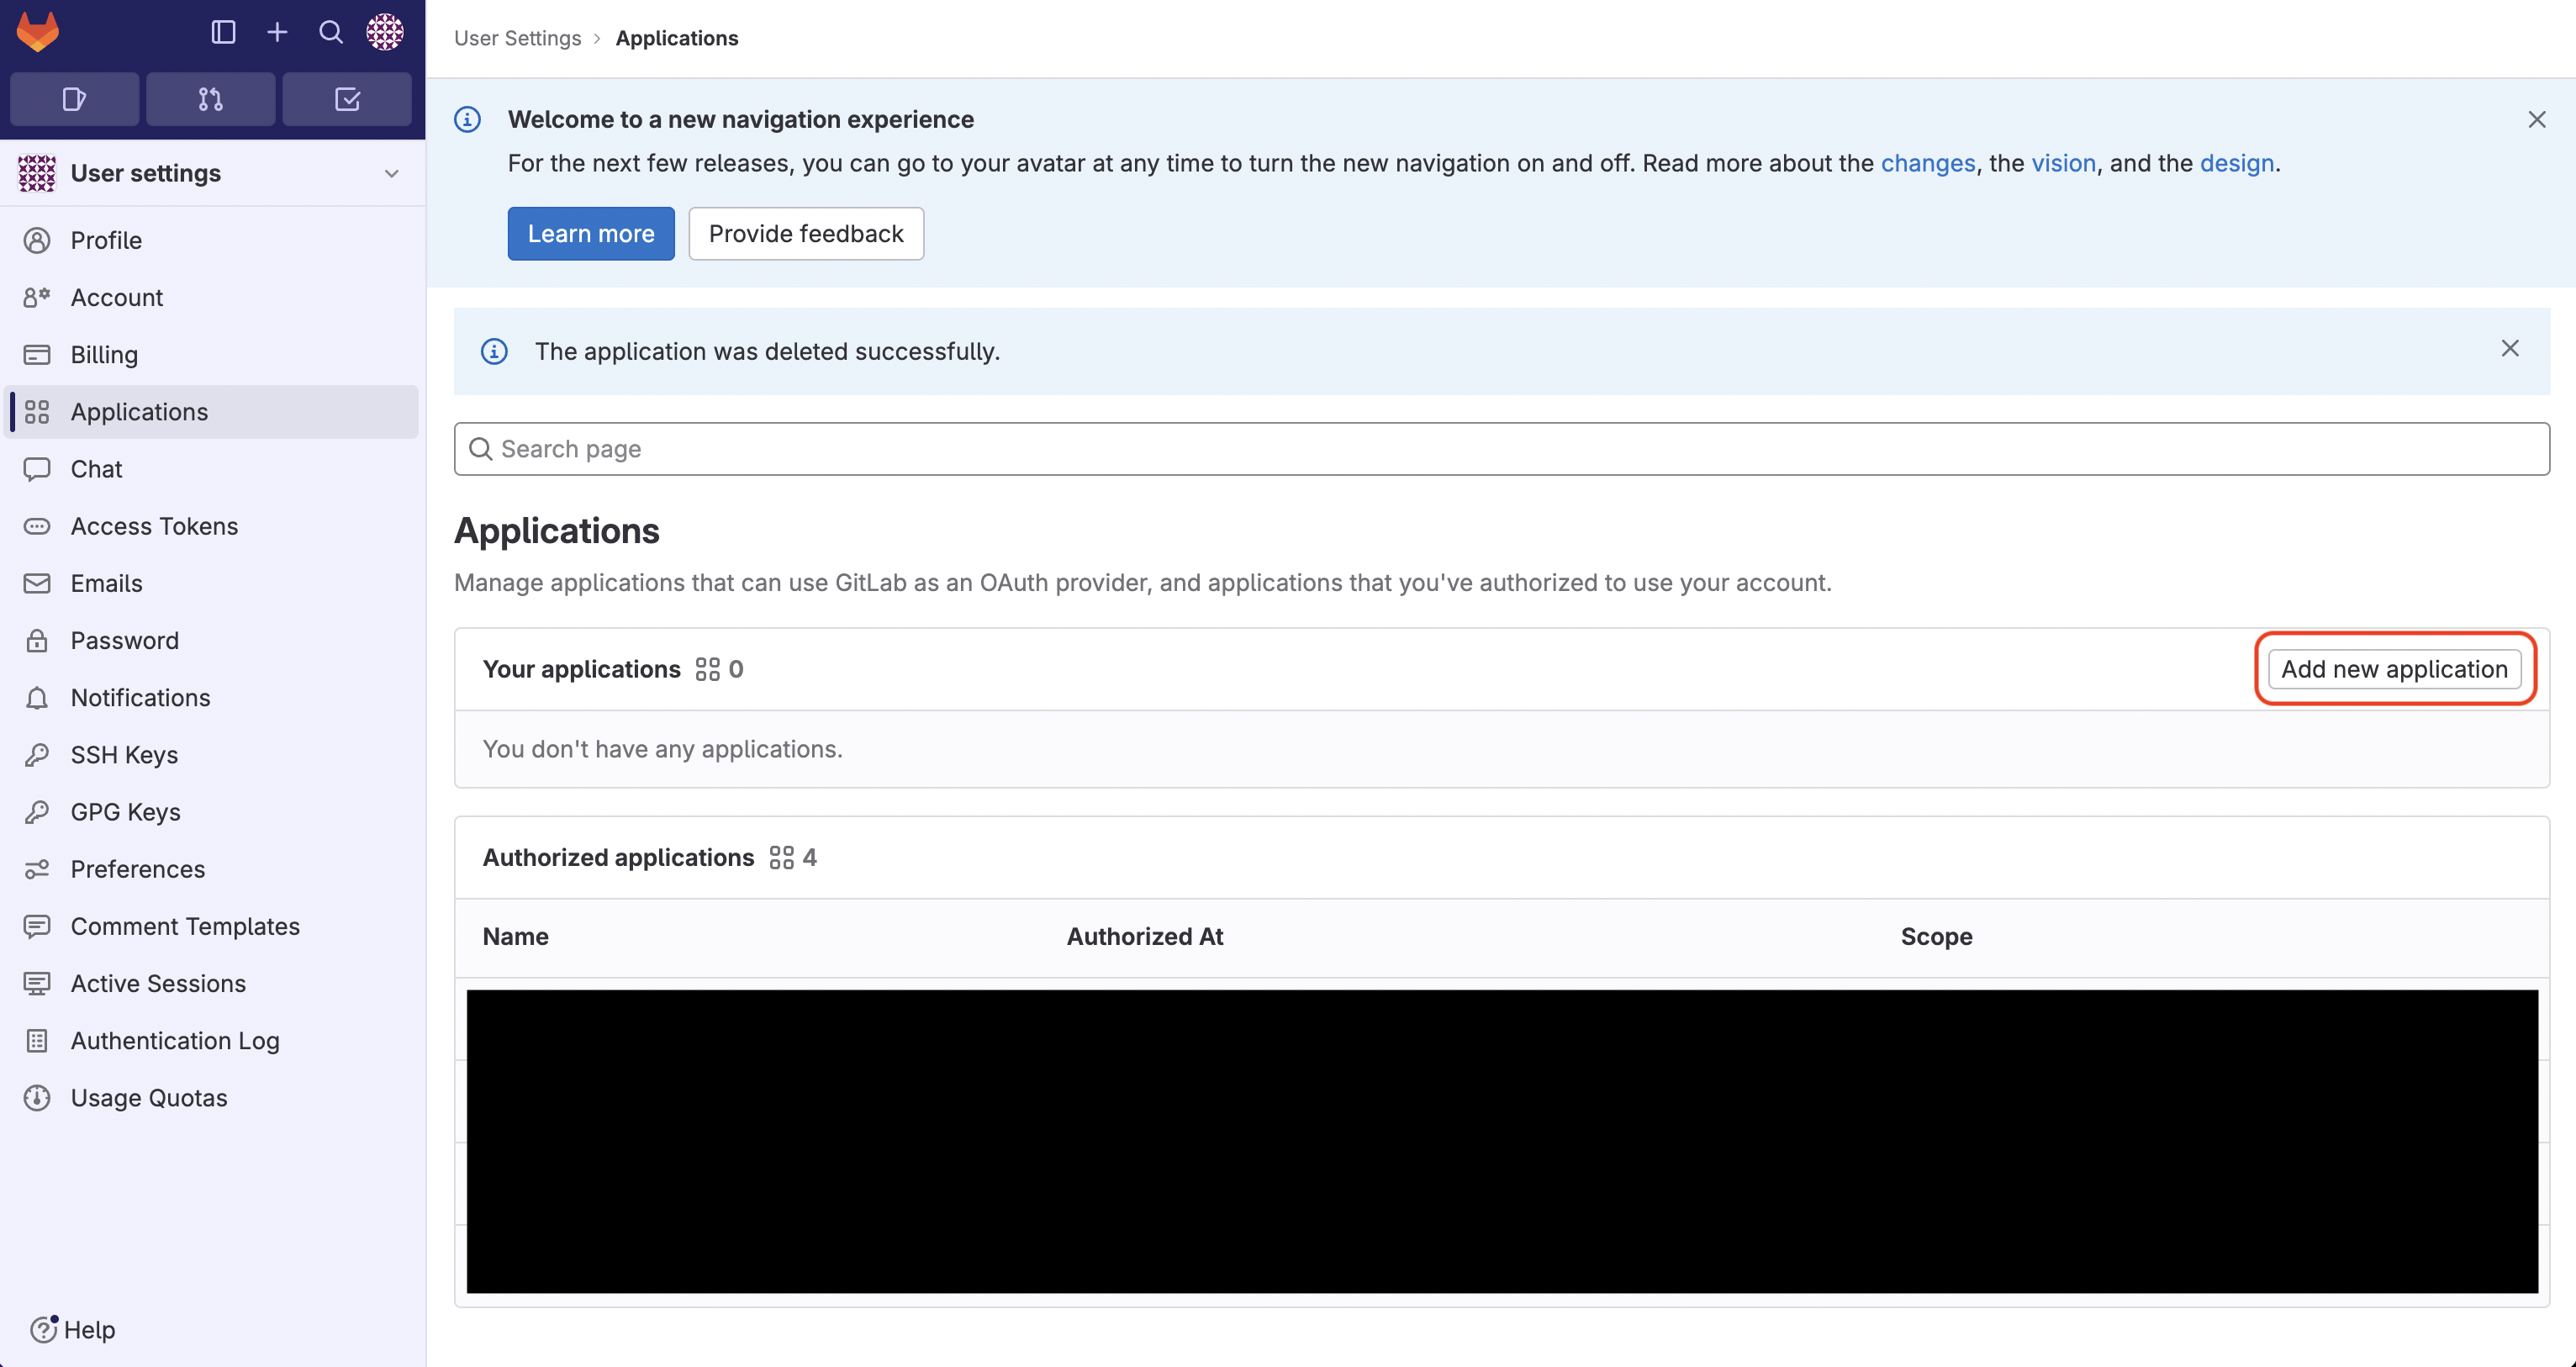 User settings
Profile
Account
Billing
Applications
Chat
Access Tokens
Emails
Password
Notifications
SSH Keys
GPG Keys
Preferences
Comment Templates
Active Sessions
Authentication Log
Usage Quotas
Help
User Settings > Applications
Welcome to a new navigation experience
For the next few releases, you can go to your avatar at any time to turn the new navigation on and off. Read more about the changes, the vision, and the design.
Learn more Provide feedback
The application was deleted successfully.
Search page
Applications
Manage applications that can use GitLab as an OAuth provider, and applications that you've authorized to use your account.
Your applications 0 Add new application
You don't have any applications.
Authorized applications 4
Name Authorized At Scope